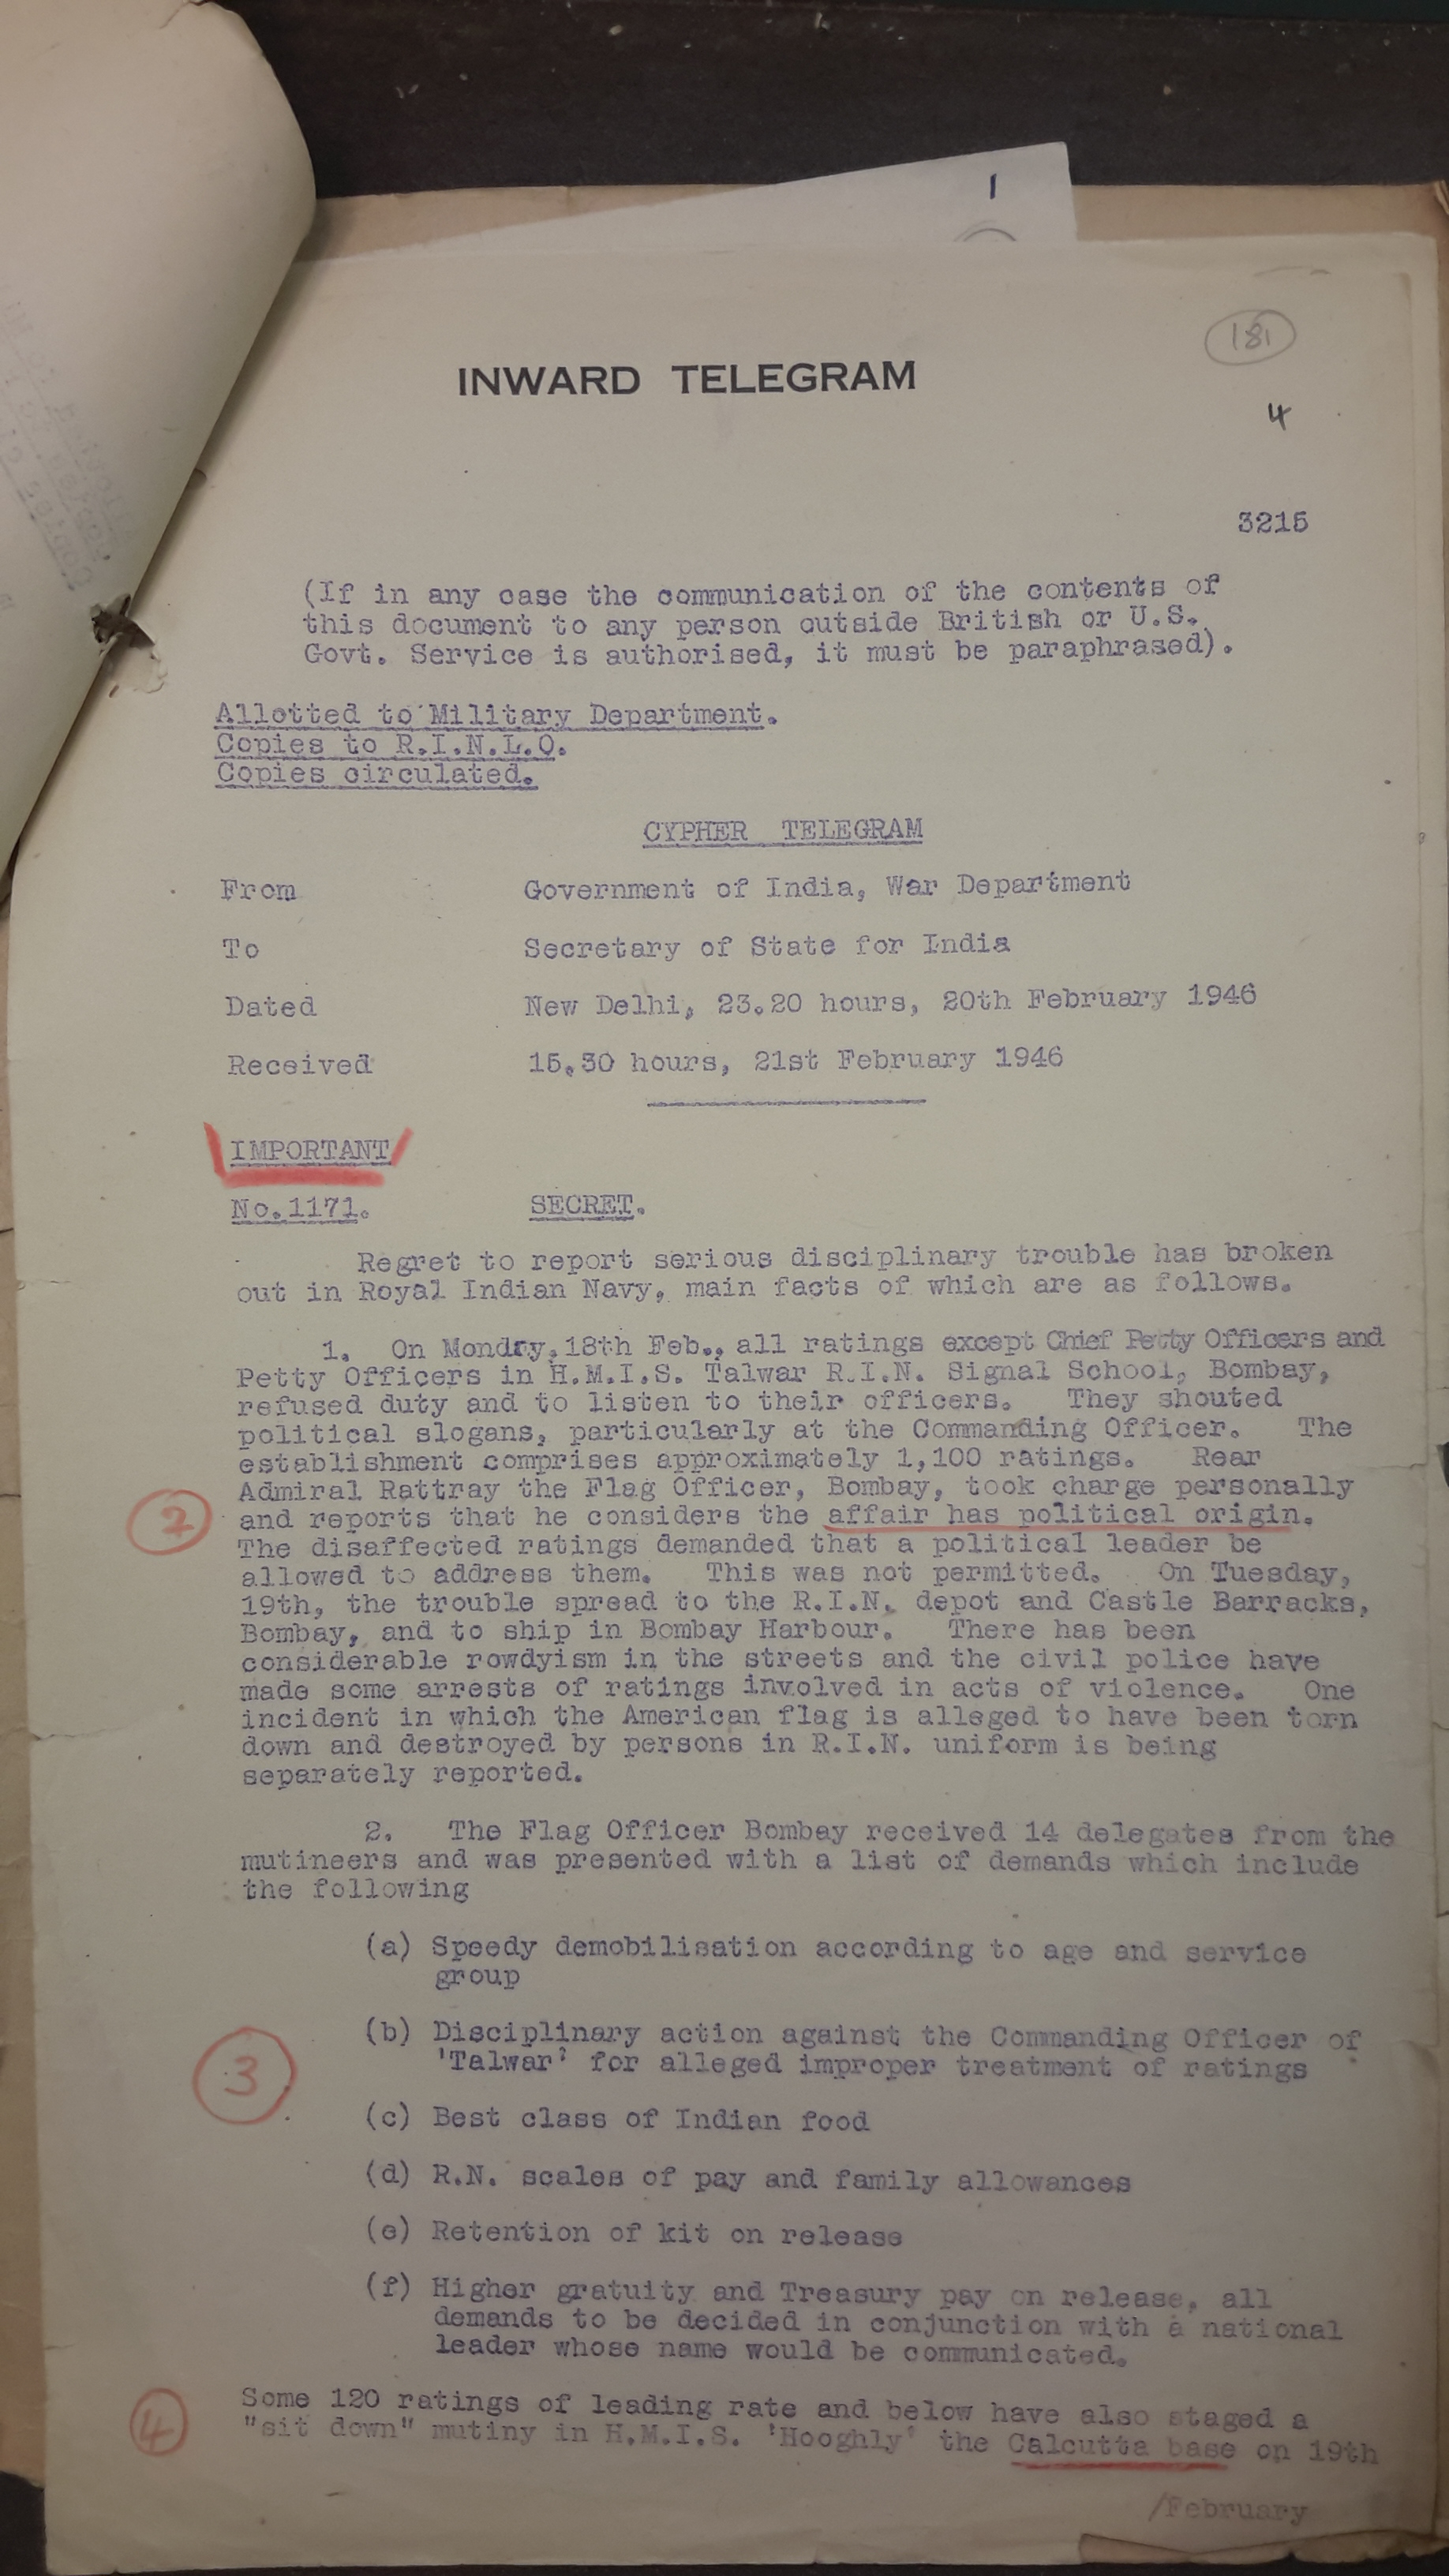 1
181
INWARD TELEGRAM
4
3215
(If in any case the communication of the contents of
this document to any person outside British or U.S.
Govt. Service is authorised, it must be paraphrased).
Allotted to Military Department.
Copies to R.I.N.L.O.
Copies circulated.
CYPHER TELEGRAM
From Government of India, War Department
To Secretary of State for India
Dated New Delhi, 23.20 hours, 20th February 1946
Received 15.30 hours, 21st February 1946
IMPORTANT
No.1171. SECRET.
Regret to report serious disciplinary trouble has broken
out in Royal Indian Navy, main facts of which are as follows.
1. On Monday, 18th Feb., all ratings except Chief Petty Officers and
Petty Officers in H.M.I.S. Talwar R.I.N. Signal School, Bombay,
refused duty and to listen to their officers. They shouted
political slogans, particularly at the Commanding Officer. The
establishment comprises approximately 1,100 ratings. Rear
Admiral Rattray the Flag Officer, Bombay, took charge personally
2 and reports that he considers the affair has political origin.
The disaffected ratings demanded that a political leader be
allowed to address them. This was not permitted. On Tuesday,
19th, the trouble spread to the R.I.N. depot and Castle Barracks,
Bombay, and to ship in Bombay Harbour. There has been
considerable rowdyism in the streets and the civil police have
made some arrests of ratings involved in acts of violence. One
incident in which the American flag is alleged to have been torn
down and destroyed by persons in R.I.N. uniform is being
separately reported.
2. The Flag Officer Bombay received 14 delegates from the
mutineers and was presented with a list of demands which include
the following
(a) Speedy demobilisation according to age and service
group
(b) Disciplinary action against the Commanding Officer of
3 'Talwar' for alleged improper treatment of ratings
(c) Best class of Indian food
(d) R.N. scales of pay and family allowances
(e) Retention of kit on release
(f) Higher gratuity and Treasury pay on release, all
demands to be decided in conjunction with a national
leader whose name would be communicated.
Some 120 ratings of leading rate and below have also staged a
4 "sit down" mutiny in H.M.I.S. 'Hooghly' the Calcutta base on 19th
/February